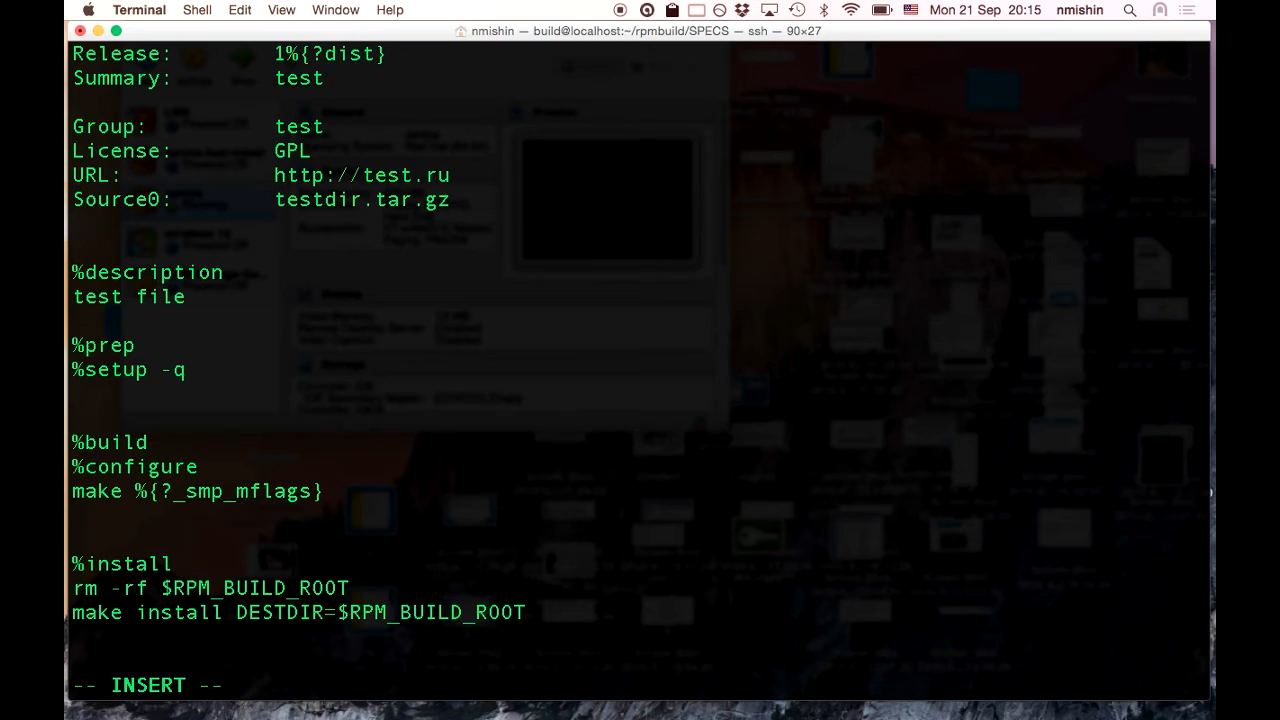 Terminal Shell Edit View Window Help Mon 21 Sep 20:15 nmishin
nmishin — build@localhost:~/rpmbuild/SPECS — ssh — 90×27
Release: 1%{?dist}
Summary: test
Group: test
License: GPL
URL: http://test.ru
Source0: testdir.tar.gz
%description
test file
%prep
%setup -q
%build
%configure
make %{?_smp_mflags}
%install
rm -rf $RPM_BUILD_ROOT
make install DESTDIR=$RPM_BUILD_ROOT
-- INSERT --